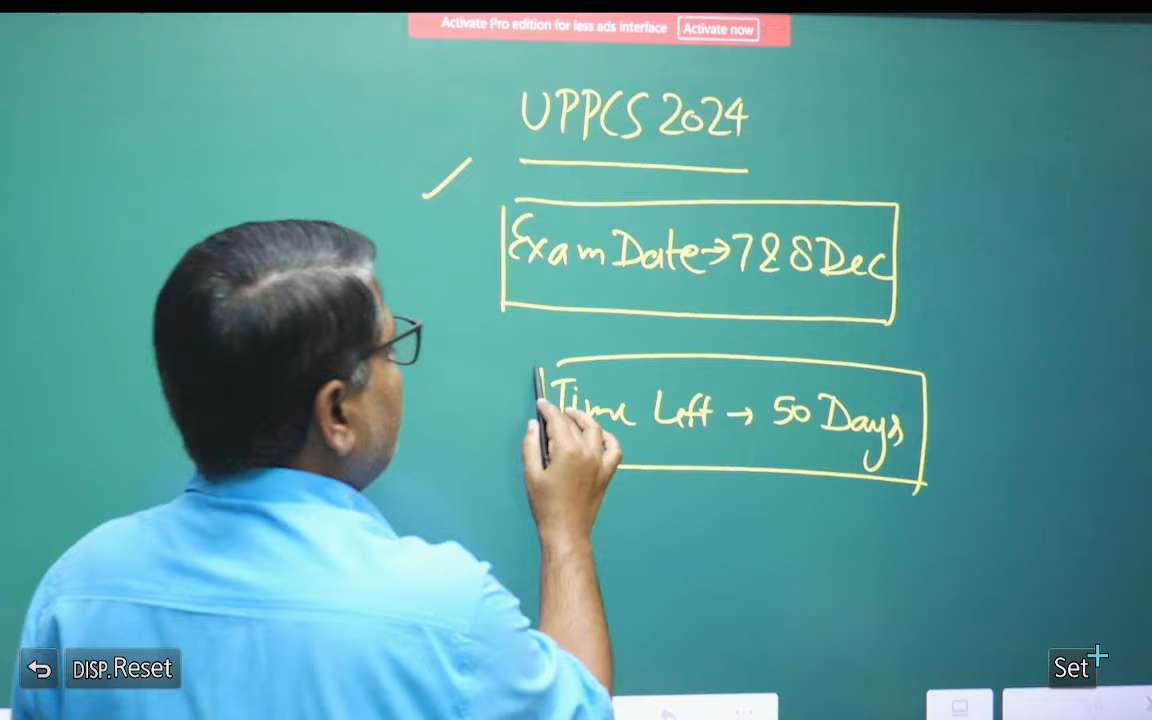 Activate Pro edition for less ads interface Activate now
UPPCS 2024
Exam Date → 7 & 8 Dec
Time Left → 50 Days
DISP. Reset
Set